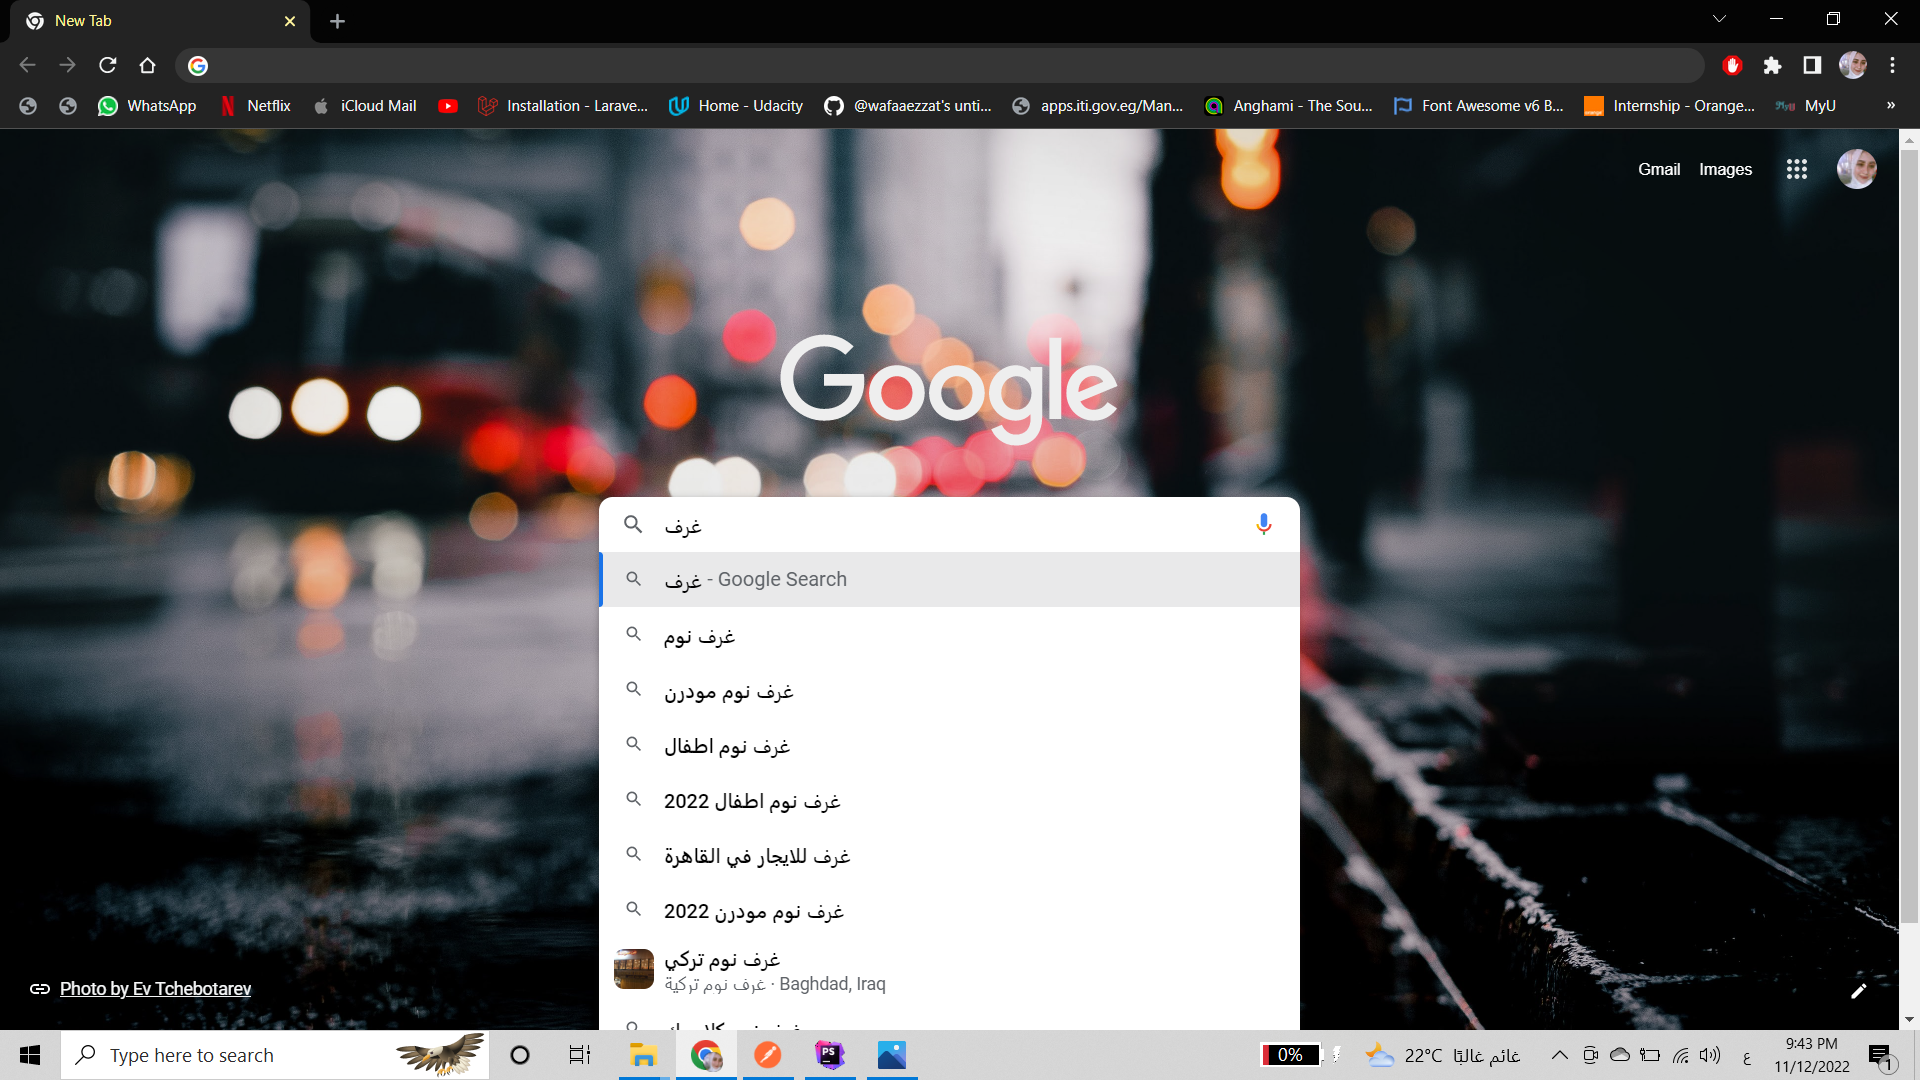 New Tab
WhatsApp
Netflix
iCloud Mail
Installation - Larave...
Home - Udacity
@wafaaezzat's unti...
apps.iti.gov.eg/Man...
Anghami - The Sou...
Font Awesome v6 B...
Internship - Orange...
MyU
»
Gmail
Images
Google
غرف
غرف - Google Search
غرف نوم
غرف نوم مودرن
غرف نوم اطفال
غرف نوم اطفال 2022
غرف للايجار في القاهرة
غرف نوم مودرن 2022
غرف نوم تركي
غرف نوم تركية · Baghdad, Iraq
Photo by Ev Tchebotarev
Type here to search
PS
0%
22°C غائم غالبًا
ع
9:43 PM
11/12/2022
1